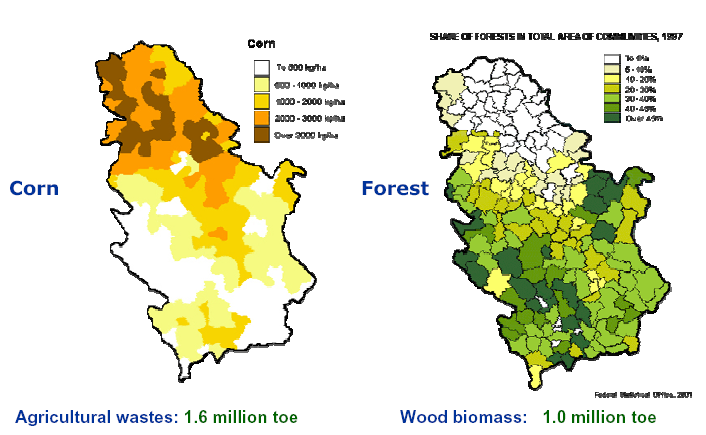 Corn
To 500 kg/ha
500 - 1000 kg/ha
1000 - 2000 kg/ha
2000 - 3000 kg/ha
Over 3000 kg/ha
Corn
Agricultural wastes: 1.6 million toe
SHARE OF FORESTS IN TOTAL AREA OF COMMUNITIES, 1997
To 5%
5 - 10%
10 - 20%
20 - 30%
30 - 40%
40 - 45%
Over 45%
Forest
Federal Statistical Office, 2001
Wood biomass: 1.0 million toe